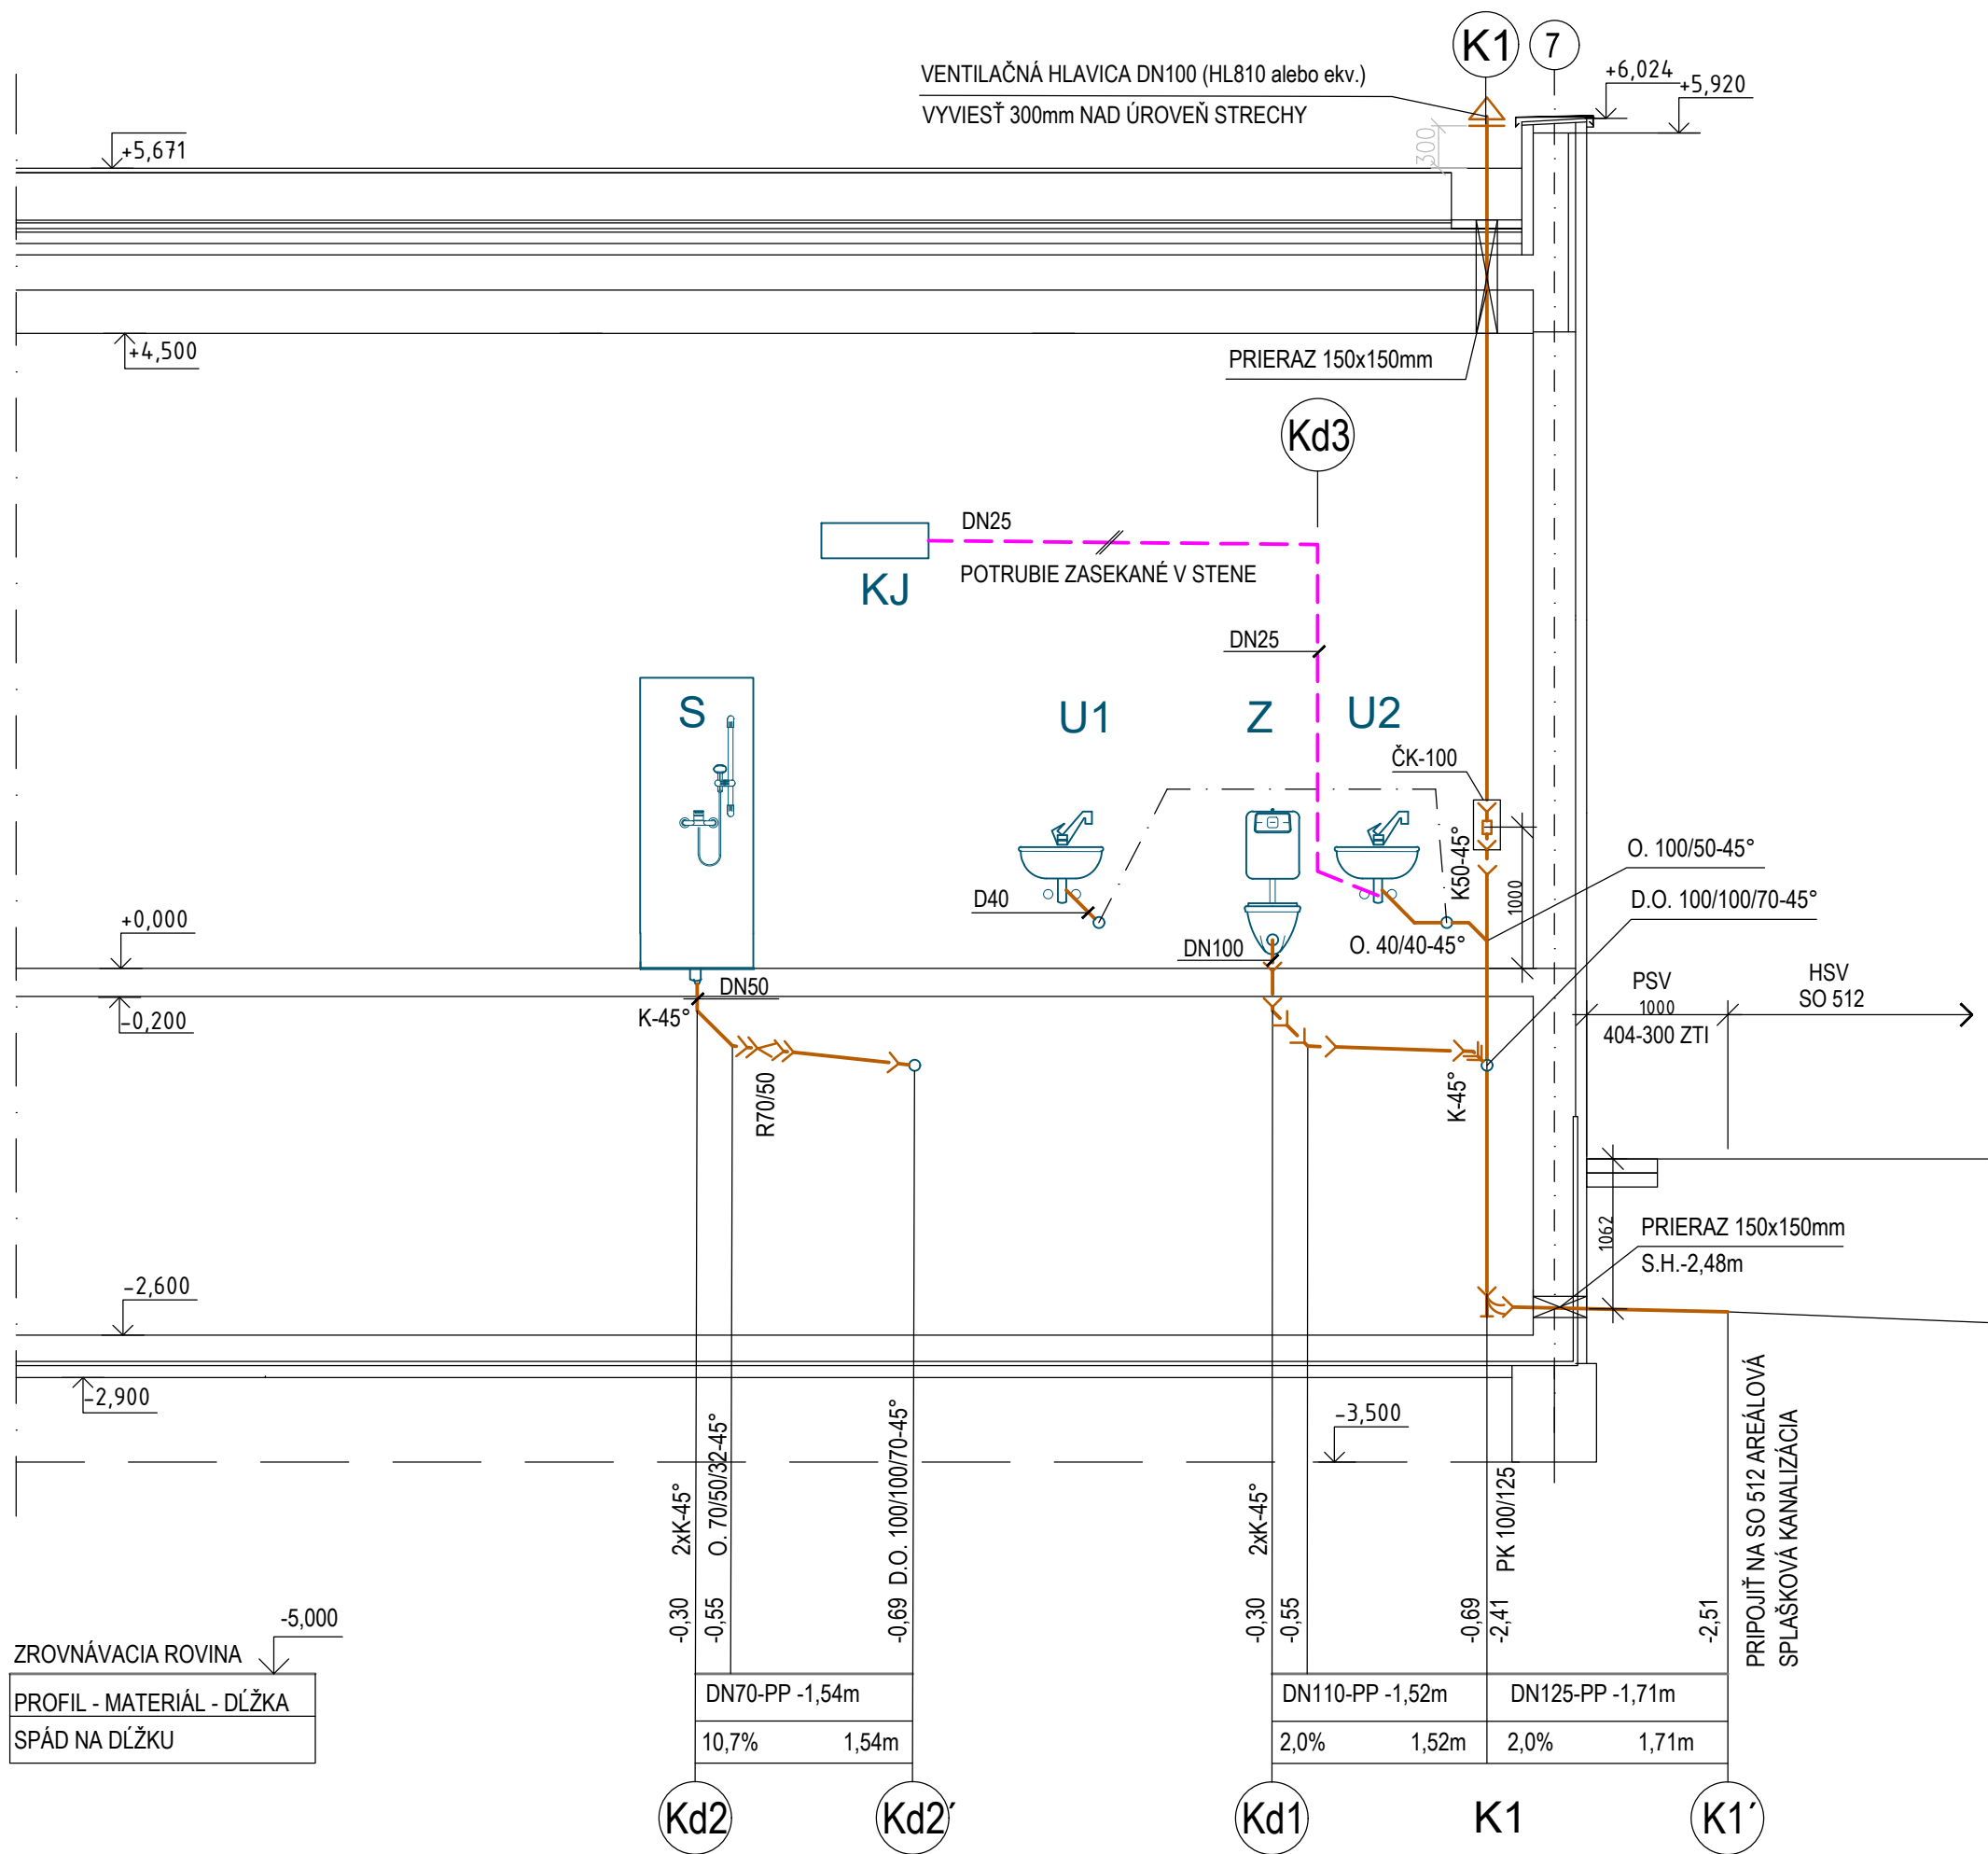 K1
7
VENTILAČNÁ HLAVICA DN100 (HL810 alebo ekv.)
VYVIESŤ 300mm NAD ÚROVEŇ STRECHY
+6,024
+5,920
300
+5,671
+4,500
PRIERAZ 150x150mm
Kd3
DN25
KJ
POTRUBIE ZASEKANÉ V STENE
DN25
S
U1
Z
U2
ČK-100
K50-45°
1000
O. 100/50-45°
D.O. 100/100/70-45°
D40
+0,000
DN100
O. 40/40-45°
DN50
K-45°
-0,200
PSV
1000
404-300 ZTI
HSV
SO 512
R70/50
K-45°
1062
PRIERAZ 150x150mm
S.H.-2,48m
-2,600
-2,900
-3,500
2xK-45°
O. 70/50/32-45°
D.O. 100/100/70-45°
2xK-45°
PK 100/125
PRIPOJIŤ NA SO 512 AREÁLOVÁ
SPLAŠKOVÁ KANALIZÁCIA
-0,30
-0,55
-0,69
-0,30
-0,55
-0,69
-2,41
-2,51
-5,000
ZROVNÁVACIA ROVINA
PROFIL - MATERIÁL - DĹŽKA
SPÁD NA DĹŽKU
DN70-PP -1,54m
DN110-PP -1,52m
DN125-PP -1,71m
10,7%
1,54m
2,0%
1,52m
2,0%
1,71m
Kd2
Kd2´
Kd1
K1
K1´